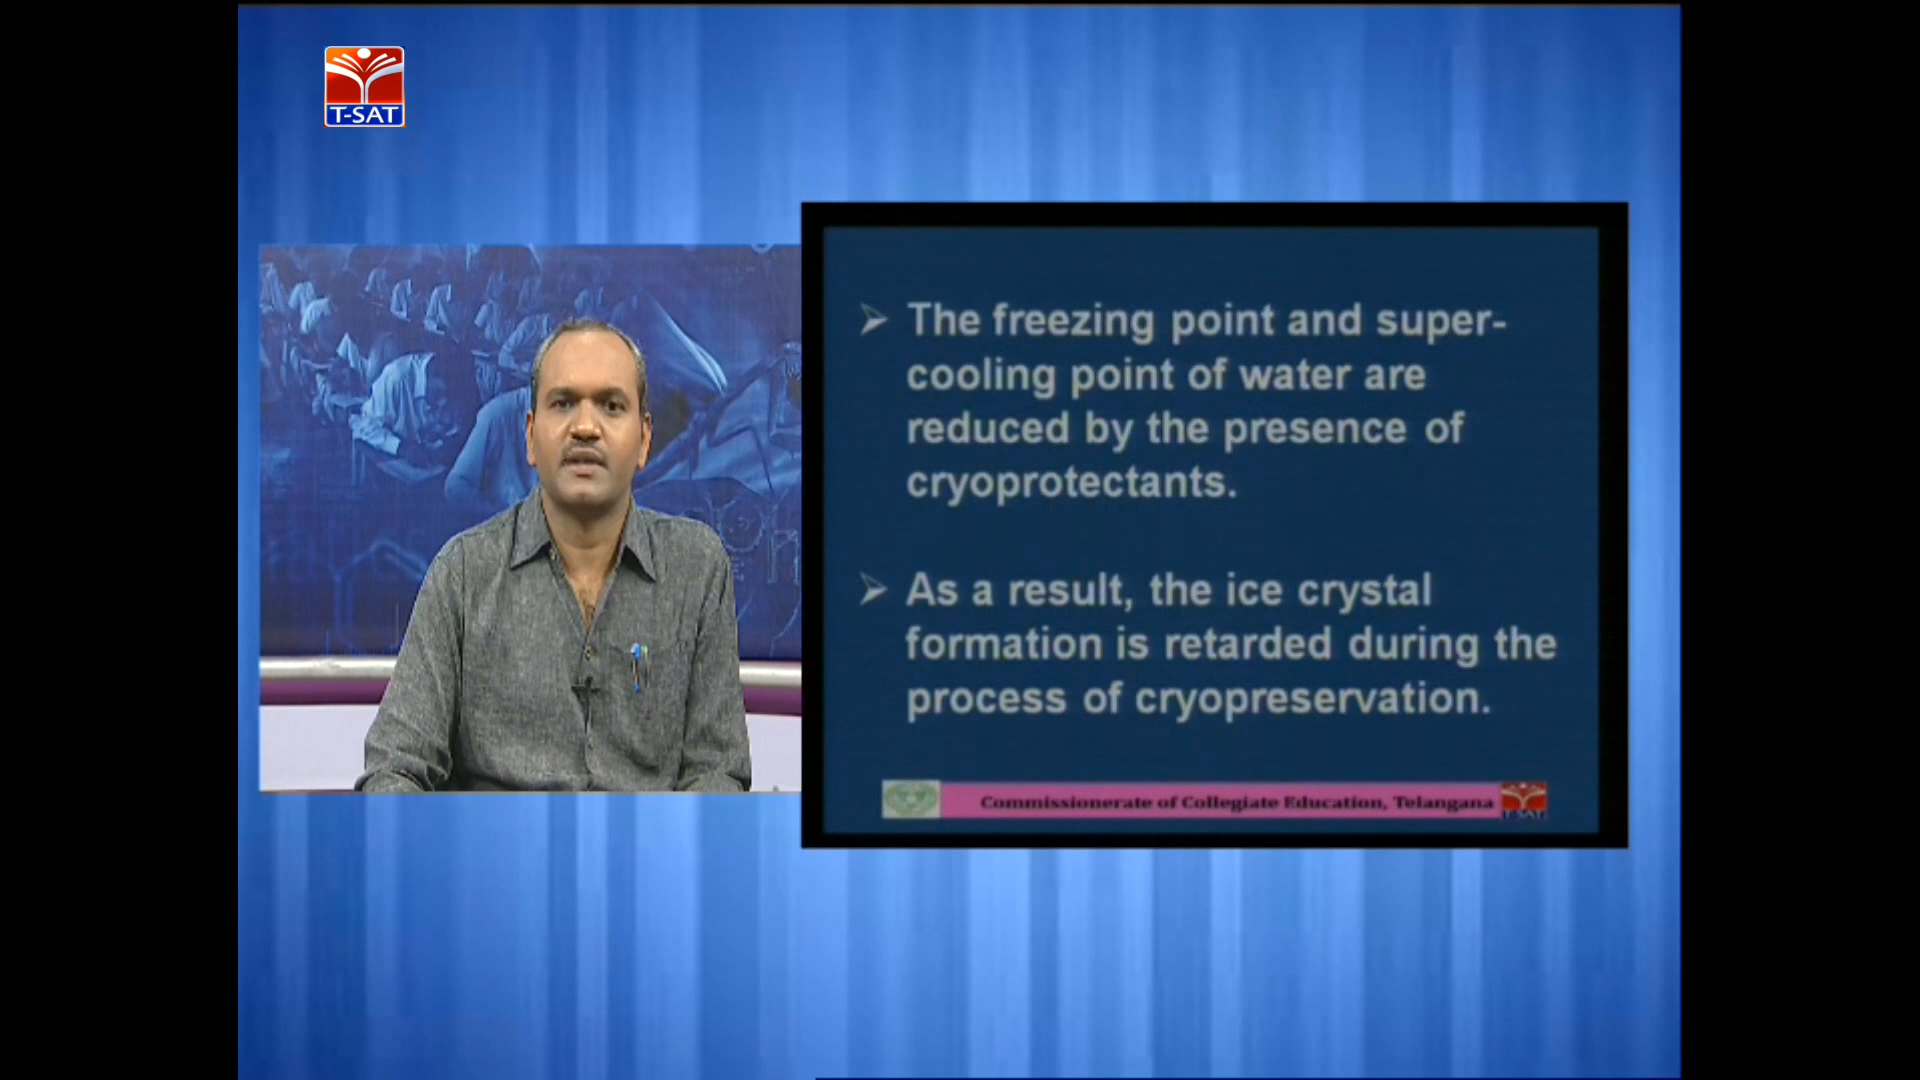 T-SAT
➢ The freezing point and super-
cooling point of water are
reduced by the presence of
cryoprotectants.
➢ As a result, the ice crystal
formation is retarded during the
process of cryopreservation.
Commissionerate of Collegiate Education, Telangana
T-SAT